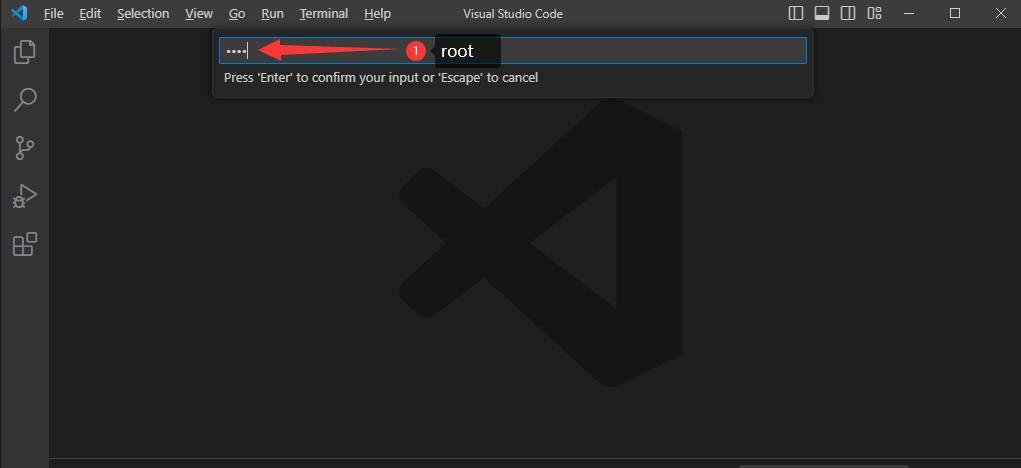 File Edit Selection View Go Run Terminal Help Visual Studio Code
•••• 1 root
Press 'Enter' to confirm your input or 'Escape' to cancel